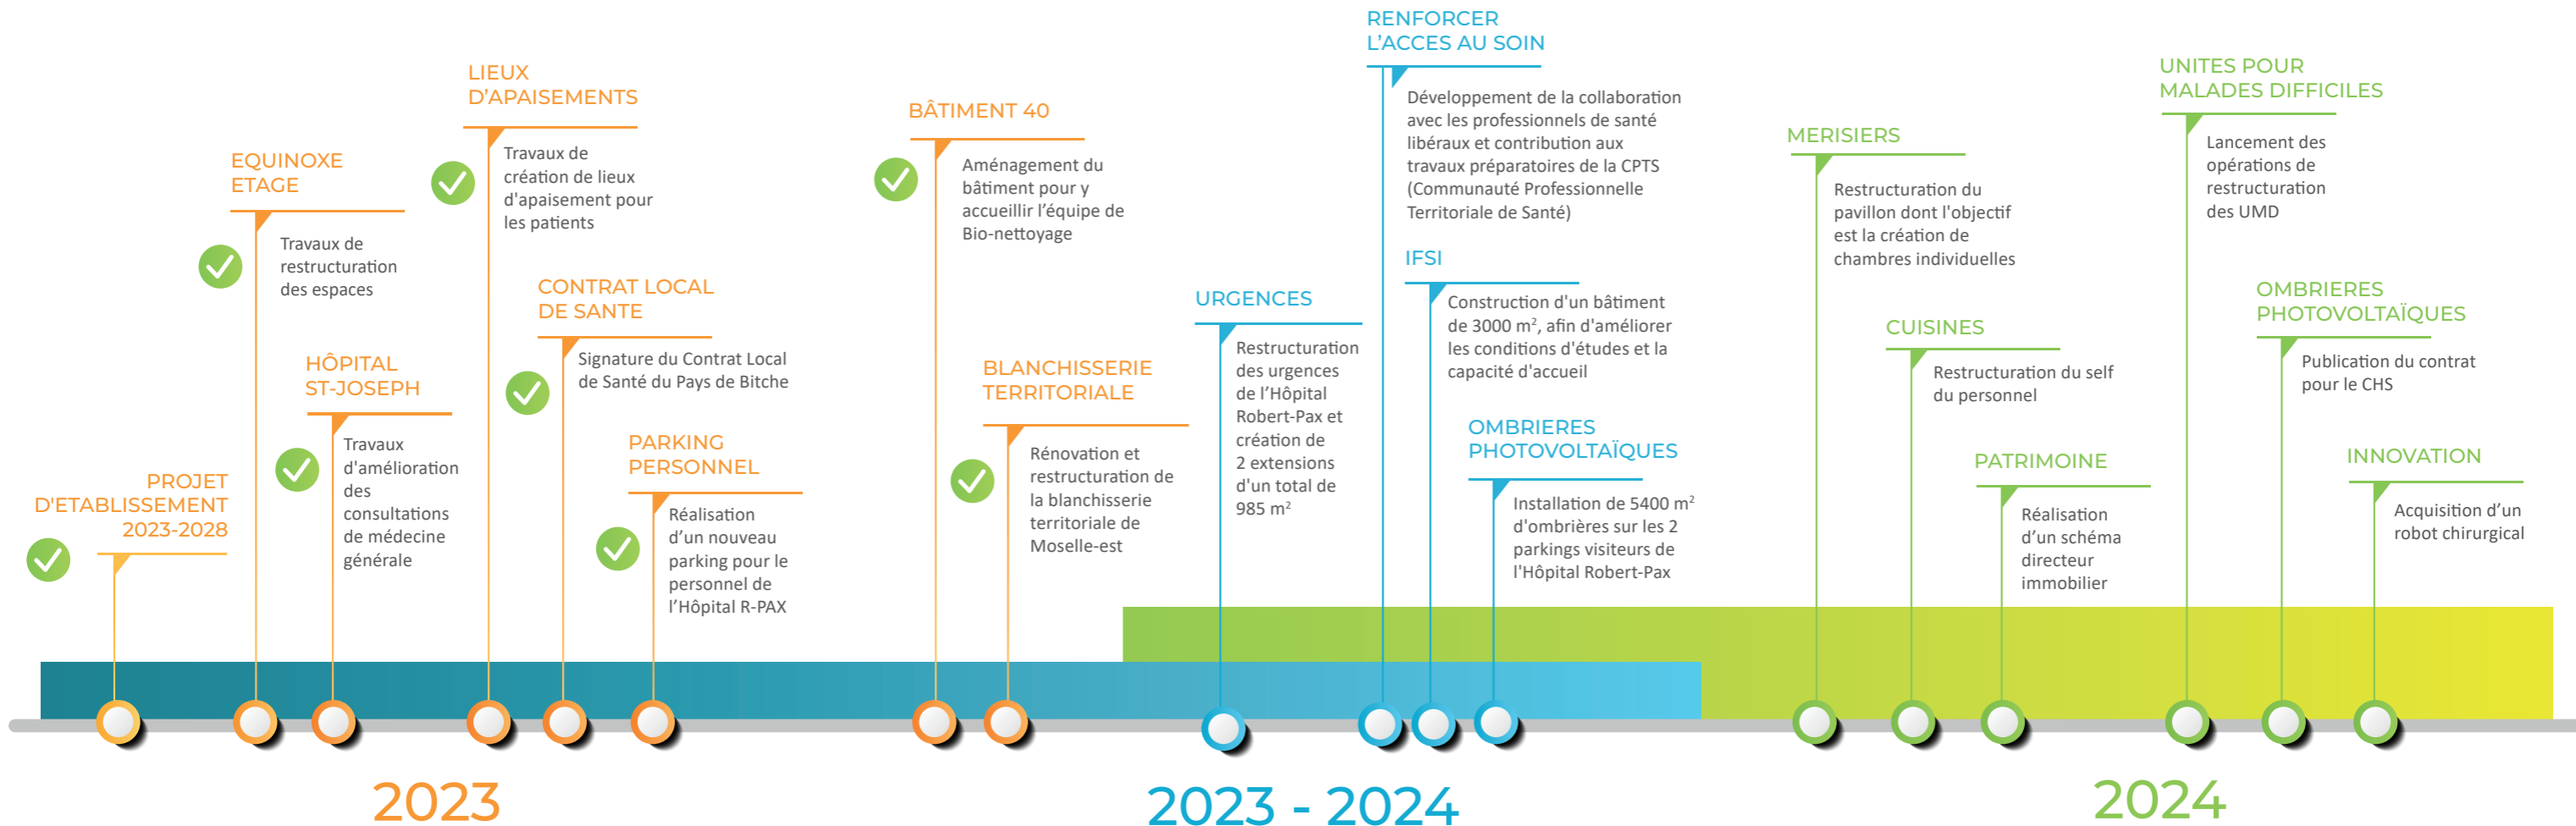 PROJET
D'ETABLISSEMENT
2023-2028
EQUINOXE
ETAGE
Travaux de
restructuration
des espaces
HÔPITAL
ST-JOSEPH
Travaux
d'amélioration
des
consultations
de médecine
générale
LIEUX
D'APAISEMENTS
Travaux de
création de lieux
d'apaisement pour
les patients
CONTRAT LOCAL
DE SANTE
Signature du Contrat Local
de Santé du Pays de Bitche
PARKING
PERSONNEL
Réalisation
d'un nouveau
parking pour le
personnel de
l'Hôpital R-PAX
BÂTIMENT 40
Aménagement du
bâtiment pour y
accueillir l'équipe de
Bio-nettoyage
BLANCHISSERIE
TERRITORIALE
Rénovation et
restructuration de
la blanchisserie
territoriale de
Moselle-est
URGENCES
Restructuration
des urgences
de l'Hôpital
Robert-Pax et
création de
2 extensions
d'un total de
985 m²
RENFORCER
L'ACCES AU SOIN
Développement de la collaboration
avec les professionnels de santé
libéraux et contribution aux
travaux préparatoires de la CPTS
(Communauté Professionnelle
Territoriale de Santé)
IFSI
Construction d'un bâtiment
de 3000 m², afin d'améliorer
les conditions d'études et la
capacité d'accueil
OMBRIERES
PHOTOVOLTAÏQUES
Installation de 5400 m²
d'ombrières sur les 2
parkings visiteurs de
l'Hôpital Robert-Pax
MERISIERS
Restructuration du
pavillon dont l'objectif
est la création de
chambres individuelles
CUISINES
Restructuration du self
du personnel
PATRIMOINE
Réalisation
d'un schéma
directeur
immobilier
UNITES POUR
MALADES DIFFICILES
Lancement des
opérations de
restructuration
des UMD
OMBRIERES
PHOTOVOLTAÏQUES
Publication du contrat
pour le CHS
INNOVATION
Acquisition d'un
robot chirurgical
2023
2023 - 2024
2024